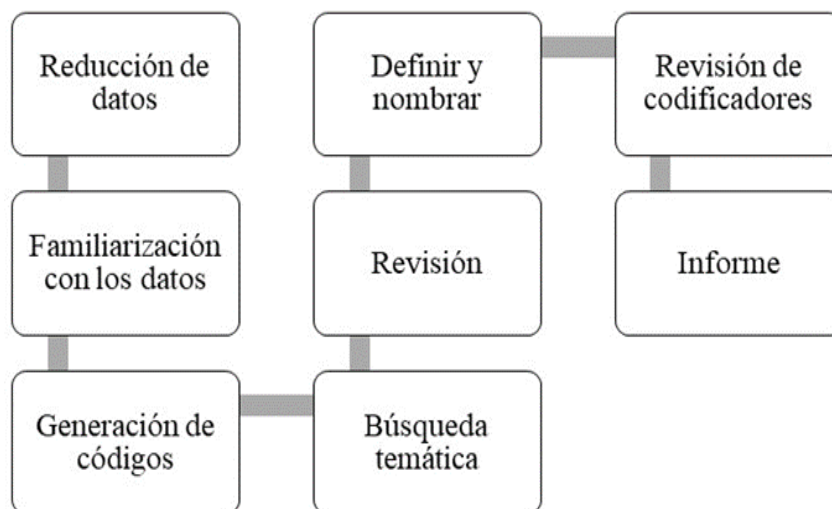 Reducción de
datos
Familiarización
con los datos
Generación de
códigos
Búsqueda
temática
Revisión
Definir y
nombrar
Revisión de
codificadores
Informe